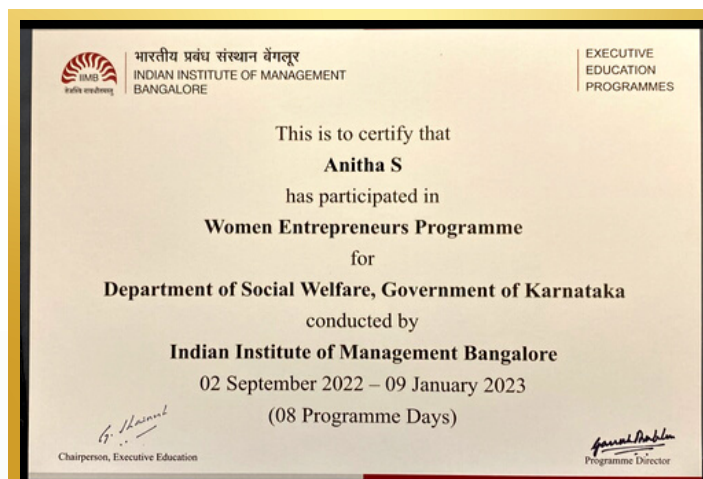 भारतीय प्रबंध संस्थान बेंगलूर
INDIAN INSTITUTE OF MANAGEMENT
BANGALORE
IIMB
EXECUTIVE
EDUCATION
PROGRAMMES
This is to certify that
Anitha S
has participated in
Women Entrepreneurs Programme
for
Department of Social Welfare, Government of Karnataka
conducted by
Indian Institute of Management Bangalore
02 September 2022 – 09 January 2023
(08 Programme Days)
Chairperson, Executive Education
Programme Director